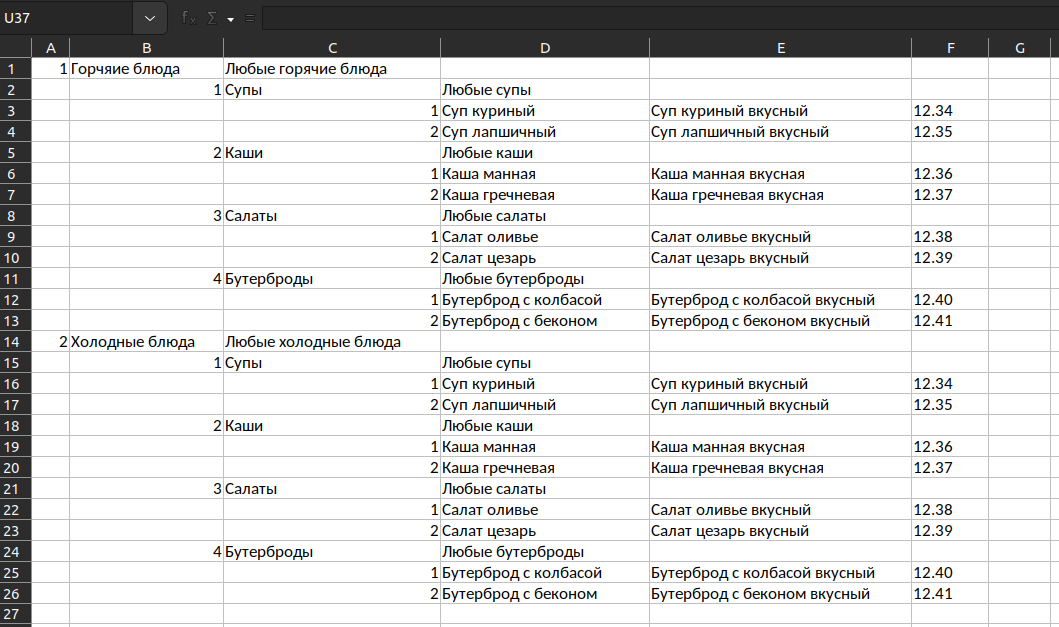 U37 fx Σ =
A B C D E F G
1 1 Горчяие блюда Любые горячие блюда
2 1 Супы Любые супы
3 1 Суп куриный Суп куриный вкусный 12.34
4 2 Суп лапшичный Суп лапшичный вкусный 12.35
5 2 Каши Любые каши
6 1 Каша манная Каша манная вкусная 12.36
7 2 Каша гречневая Каша гречневая вкусная 12.37
8 3 Салаты Любые салаты
9 1 Салат оливье Салат оливье вкусный 12.38
10 2 Салат цезарь Салат цезарь вкусный 12.39
11 4 Бутерброды Любые бутерброды
12 1 Бутерброд с колбасой Бутерброд с колбасой вкусный 12.40
13 2 Бутерброд с беконом Бутерброд с беконом вкусный 12.41
14 2 Холодные блюда Любые холодные блюда
15 1 Супы Любые супы
16 1 Суп куриный Суп куриный вкусный 12.34
17 2 Суп лапшичный Суп лапшичный вкусный 12.35
18 2 Каши Любые каши
19 1 Каша манная Каша манная вкусная 12.36
20 2 Каша гречневая Каша гречневая вкусная 12.37
21 3 Салаты Любые салаты
22 1 Салат оливье Салат оливье вкусный 12.38
23 2 Салат цезарь Салат цезарь вкусный 12.39
24 4 Бутерброды Любые бутерброды
25 1 Бутерброд с колбасой Бутерброд с колбасой вкусный 12.40
26 2 Бутерброд с беконом Бутерброд с беконом вкусный 12.41
27